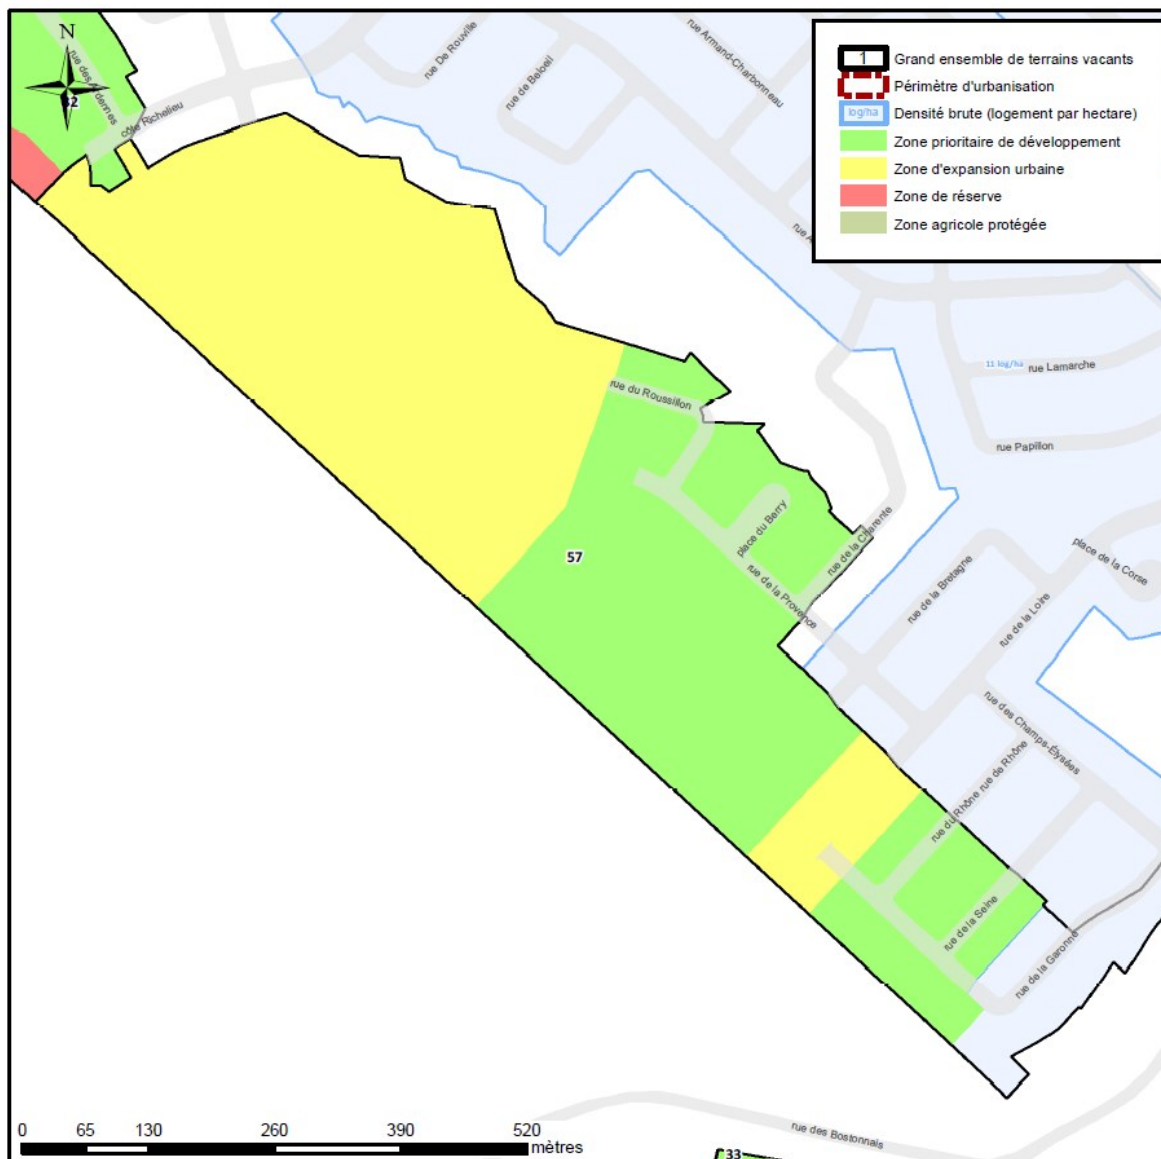 N
rue des Ardennes
32
côte Richelieu
rue De Rouville
rue de Beloeil
rue Armand-Charbonneau
1 Grand ensemble de terrains vacants
Périmètre d'urbanisation
log/ha Densité brute (logement par hectare)
Zone prioritaire de développement
Zone d'expansion urbaine
Zone de réserve
Zone agricole protégée
11 log/ha
rue Lamarche
rue Papillon
rue du Roussillon
place du Berry
rue de la Charente
rue de la Provence
57
rue de la Bretagne
place de la Corse
rue de la Loire
rue des Champs-Élysées
rue du Rhône rue de Rhône
rue de la Seine
rue de la Garonne
rue des Bostonnais
33
0 65 130 260 390 520
mètres